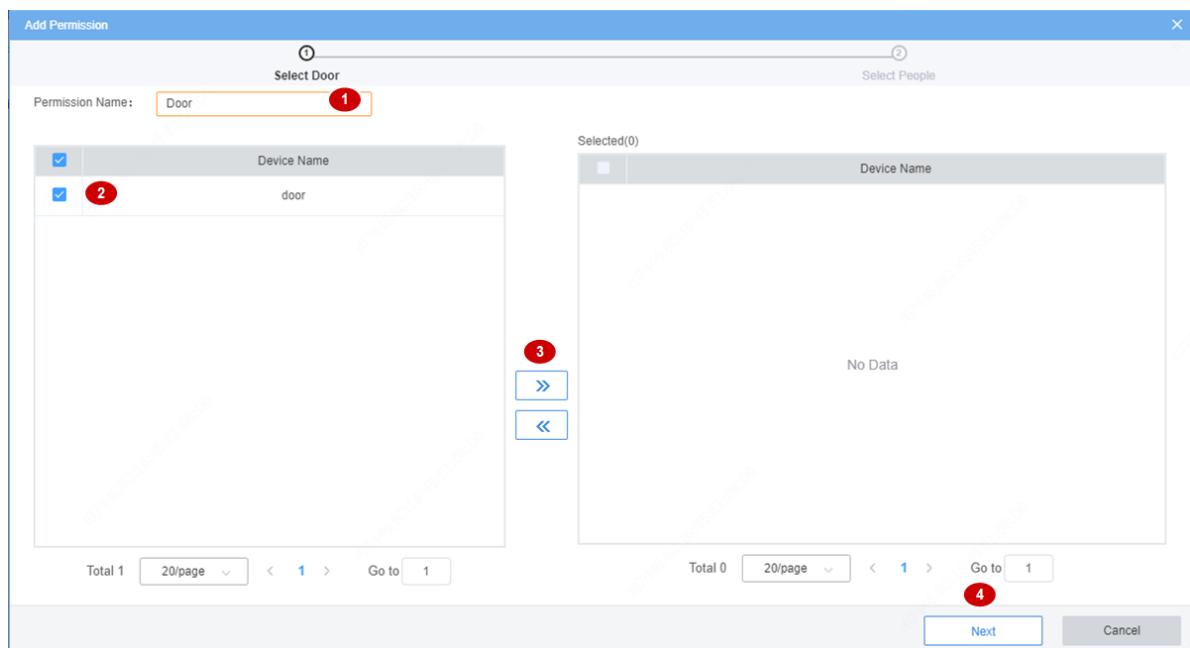 Add Permission
1
2
Select Door
Select People
Permission Name:
Door
1
Selected(0)
Device Name
Device Name
2
door
3
No Data
Total 1
20/page
1
Go to
1
Total 0
20/page
1
Go to
1
4
Next
Cancel